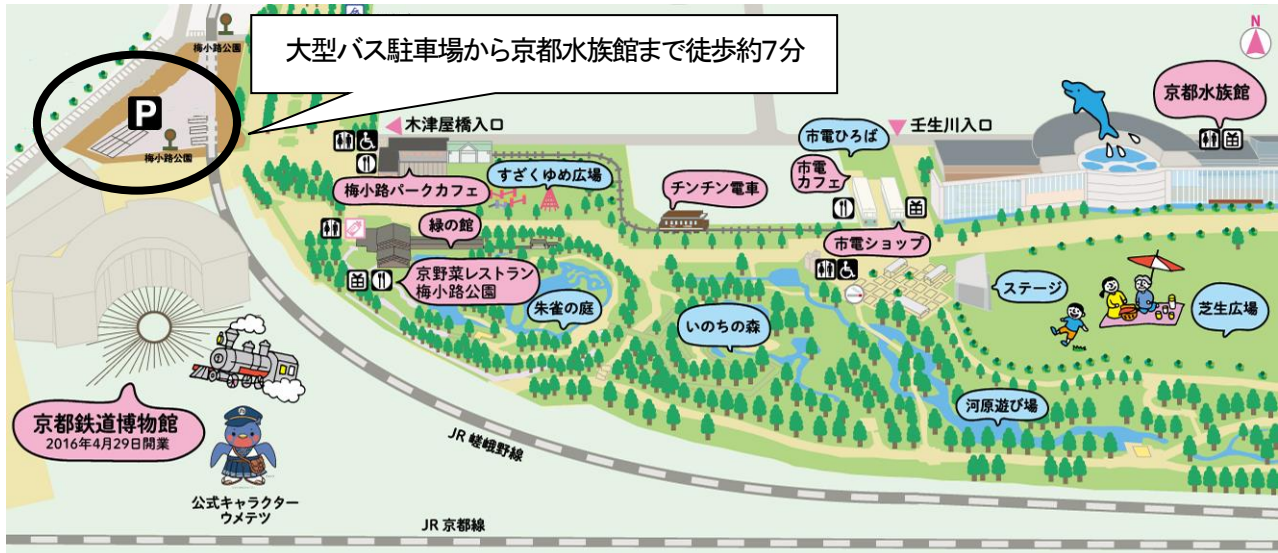 大型バス駐車場から京都水族館まで徒歩約7分
梅小路公園
P
梅小路公園
N
京都水族館
木津屋橋入口
市電ひろば
壬生川入口
市電
カフェ
梅小路パークカフェ
すざくゆめ広場
チンチン電車
緑の館
市電ショップ
京野菜レストラン
梅小路公園
朱雀の庭
いのちの森
ステージ
芝生広場
河原遊び場
京都鉄道博物館
2016年4月29日開業
JR 嵯峨野線
公式キャラクター
ウメテツ
JR 京都線